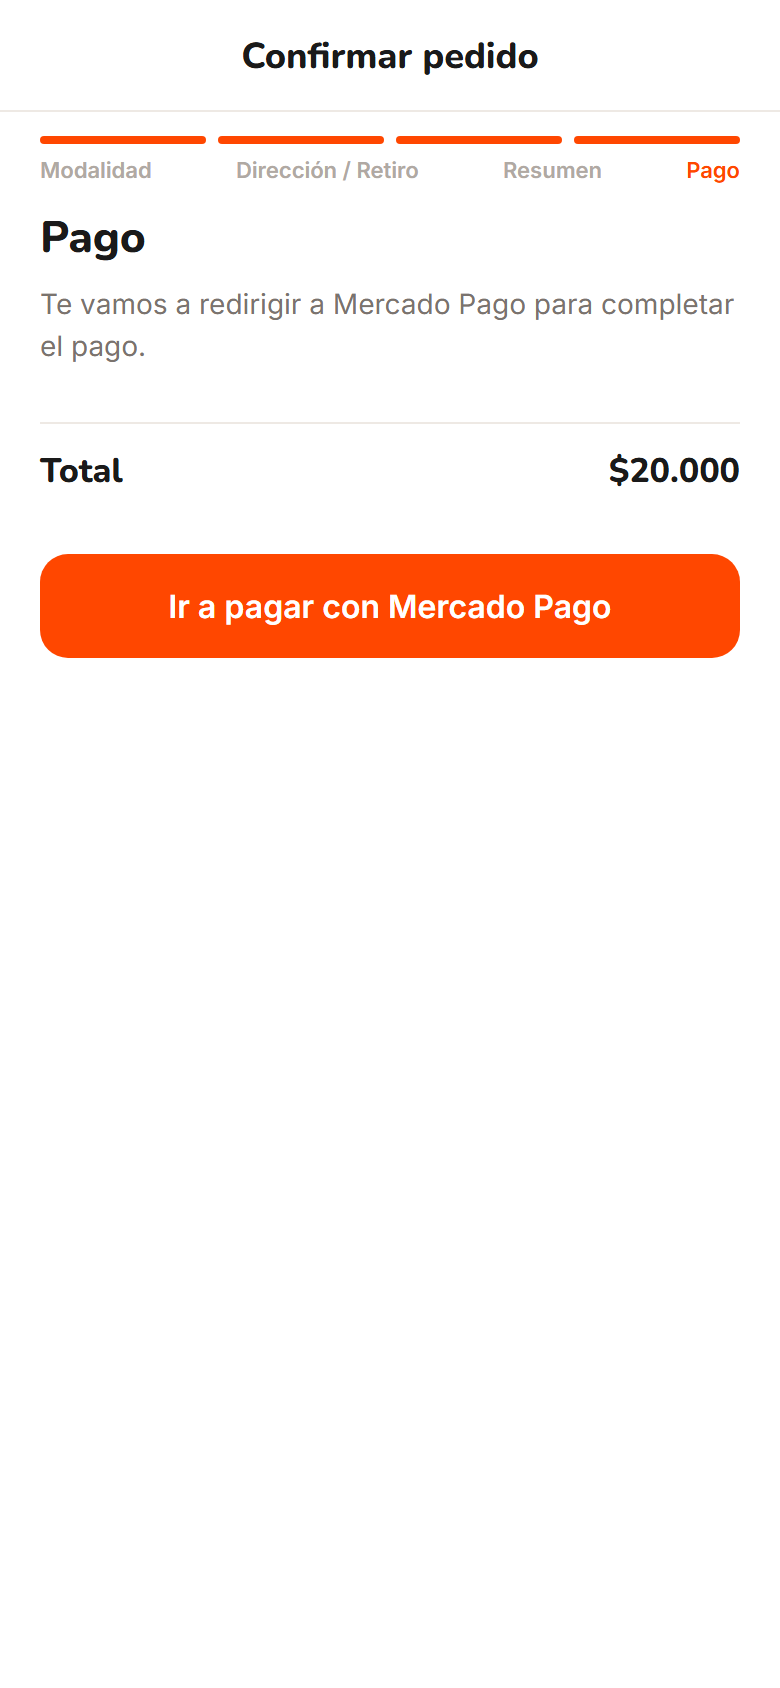 Confirmar pedido
Modalidad Dirección / Retiro Resumen Pago
Pago
Te vamos a redirigir a Mercado Pago para completar
el pago.
Total $20.000
Ir a pagar con Mercado Pago